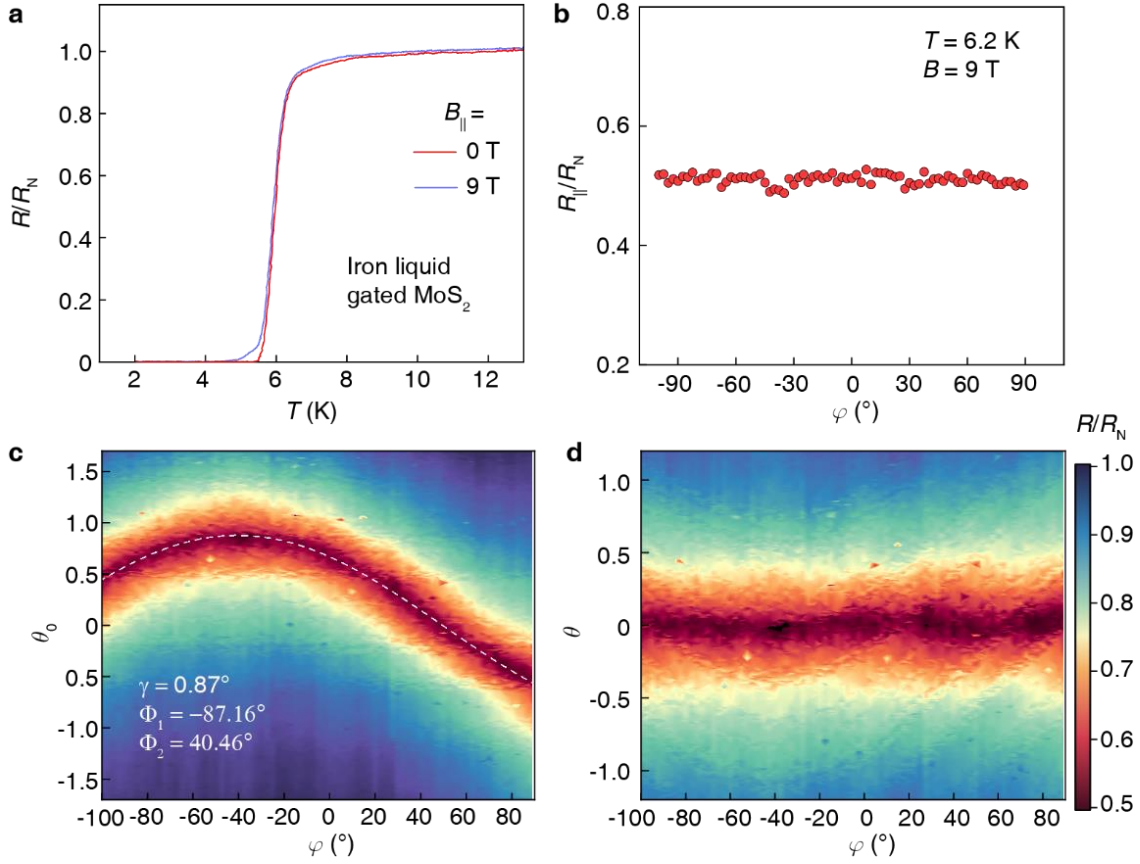 a
1.0
0.8
0.6
0.4
0.2
0
R/R_N
2 4 6 8 10 12
T (K)
B_|| =
0 T
9 T
Iron liquid
gated MoS₂
b
0.8
0.6
0.4
0.2
R_||/R_N
-90 -60 -30 0 30 60 90
φ (°)
T = 6.2 K
B = 9 T
c
1.5
1.0
0.5
0
0.5
-1.0
-1.5
θ₀
-100 -80 -60 -40 -20 0 20 40 60 80
φ (°)
γ = 0.87°
Φ₁ = −87.16°
Φ₂ = 40.46°
d
1.0
0.5
0
-0.5
-1.0
θ
-100 -80 -60 -40 -20 0 20 40 60 80
φ (°)
R/R_N
1.0
0.9
0.8
0.7
0.6
0.5